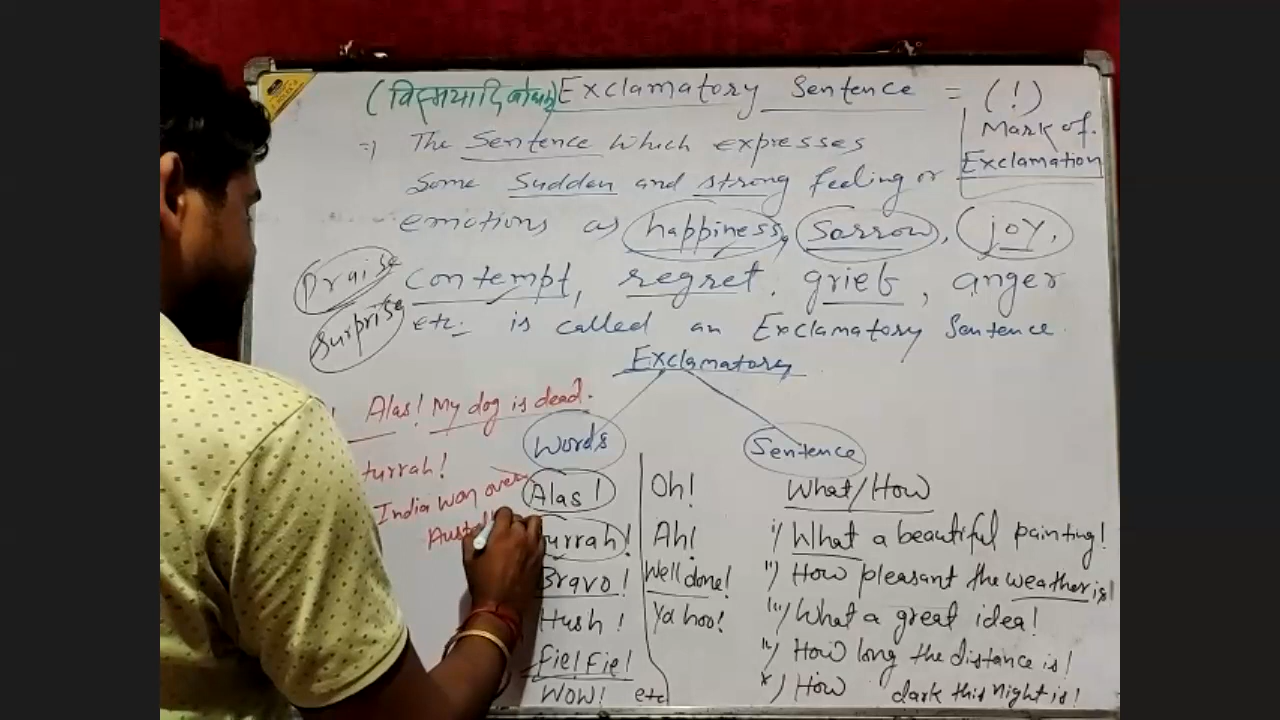 (विस्मयादिबोधक) Exclamatory Sentence = (!)
Mark of
Exclamation
=) The Sentence which expresses
Some Sudden and strong feeling or
emotions as happiness, Sorrow, joy,
Praise
contempt, regret, grief, anger
Surprise
etc. is called an Exclamatory Sentence.
Exclamatory
Alas! My dog is dead.
urrah!
India won over
Words
Alas!
urrah!
Bravo!
Hush!
Fie! Fie!
WOW!
Oh!
Ah!
Well done!
Yahoo!
etc
Sentence
What/How
i) What a beautiful painting!
ii) How pleasant the weather is!
iii) What a great idea!
iv) How long the distance is!
v) How dark this night is!